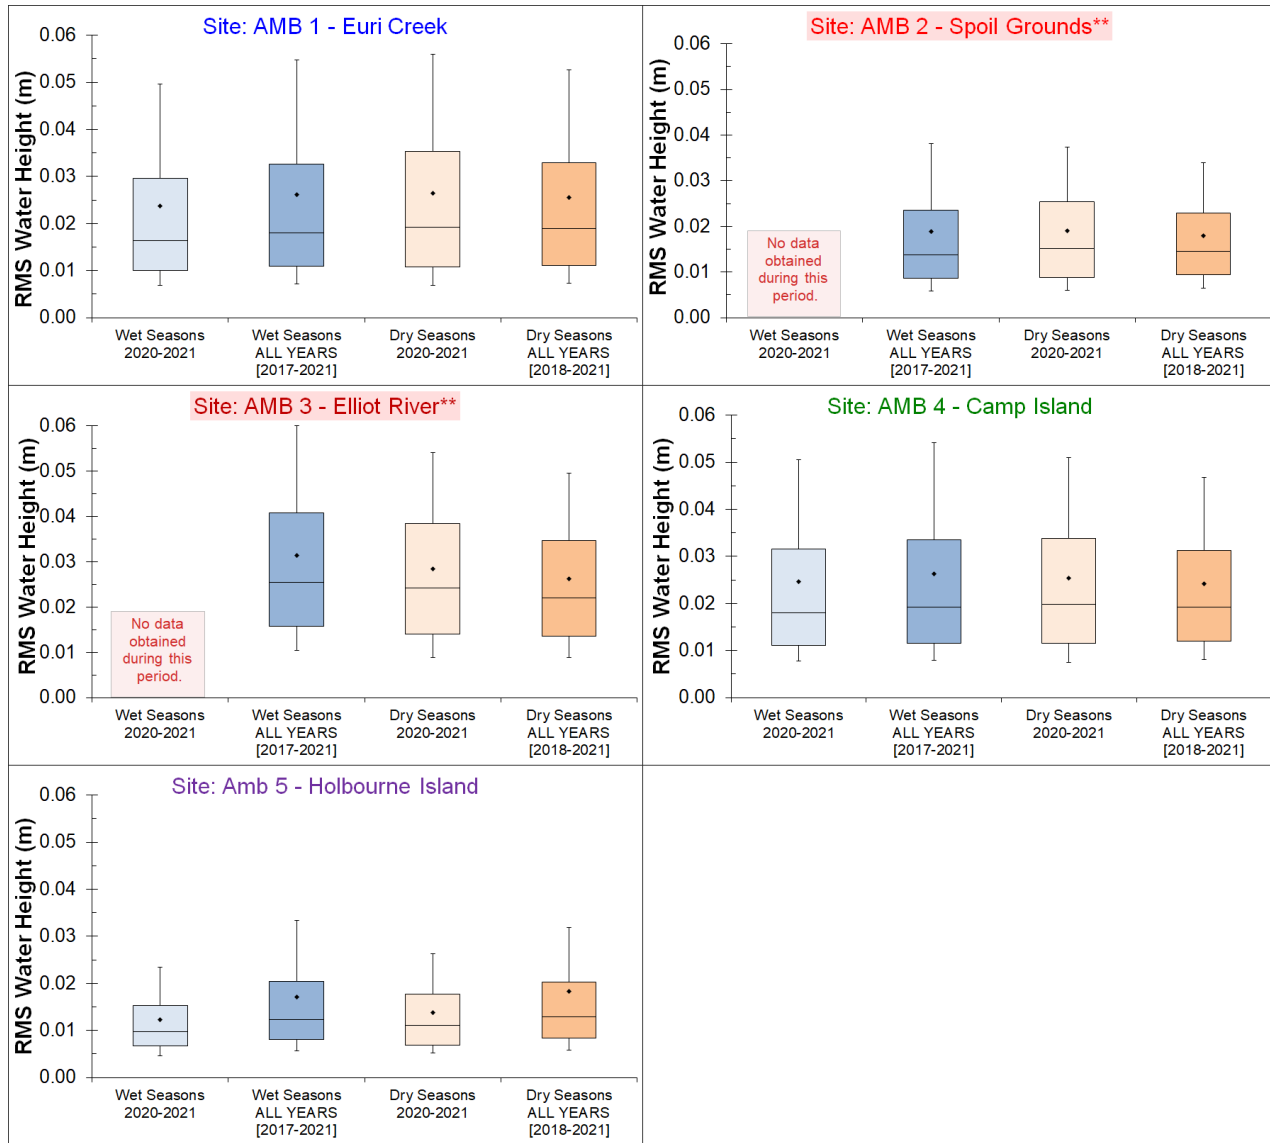 Site: AMB 1 - Euri Creek
RMS Water Height (m)
0.06
0.05
0.04
0.03
0.02
0.01
0.00
Wet Seasons
2020-2021
Wet Seasons
ALL YEARS
[2017-2021]
Dry Seasons
2020-2021
Dry Seasons
ALL YEARS
[2018-2021]
Site: AMB 2 - Spoil Grounds**
RMS Water Height (m)
0.06
0.05
0.04
0.03
0.02
0.01
0.00
No data
obtained
during this
period.
Wet Seasons
2020-2021
Wet Seasons
ALL YEARS
[2017-2021]
Dry Seasons
2020-2021
Dry Seasons
ALL YEARS
[2018-2021]
Site: AMB 3 - Elliot River**
RMS Water Height (m)
0.06
0.05
0.04
0.03
0.02
0.01
0.00
No data
obtained
during this
period.
Wet Seasons
2020-2021
Wet Seasons
ALL YEARS
[2017-2021]
Dry Seasons
2020-2021
Dry Seasons
ALL YEARS
[2018-2021]
Site: AMB 4 - Camp Island
RMS Water Height (m)
0.06
0.05
0.04
0.03
0.02
0.01
0.00
Wet Seasons
2020-2021
Wet Seasons
ALL YEARS
[2017-2021]
Dry Seasons
2020-2021
Dry Seasons
ALL YEARS
[2018-2021]
Site: Amb 5 - Holbourne Island
RMS Water Height (m)
0.06
0.05
0.04
0.03
0.02
0.01
0.00
Wet Seasons
2020-2021
Wet Seasons
ALL YEARS
[2017-2021]
Dry Seasons
2020-2021
Dry Seasons
ALL YEARS
[2018-2021]